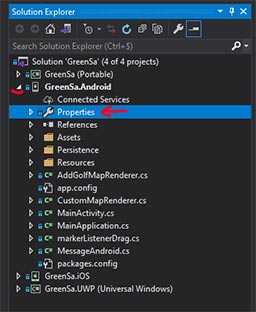 Solution Explorer
Search Solution Explorer (Ctrl+$)
Solution 'GreenSa' (4 of 4 projects)
GreenSa (Portable)
GreenSa.Android
Connected Services
Properties
References
Assets
Persistence
Resources
AddGolfMapRenderer.cs
app.config
CustomMapRenderer.cs
MainActivity.cs
MainApplication.cs
markerListenerDrag.cs
MessageAndroid.cs
packages.config
GreenSa.iOS
GreenSa.UWP (Universal Windows)